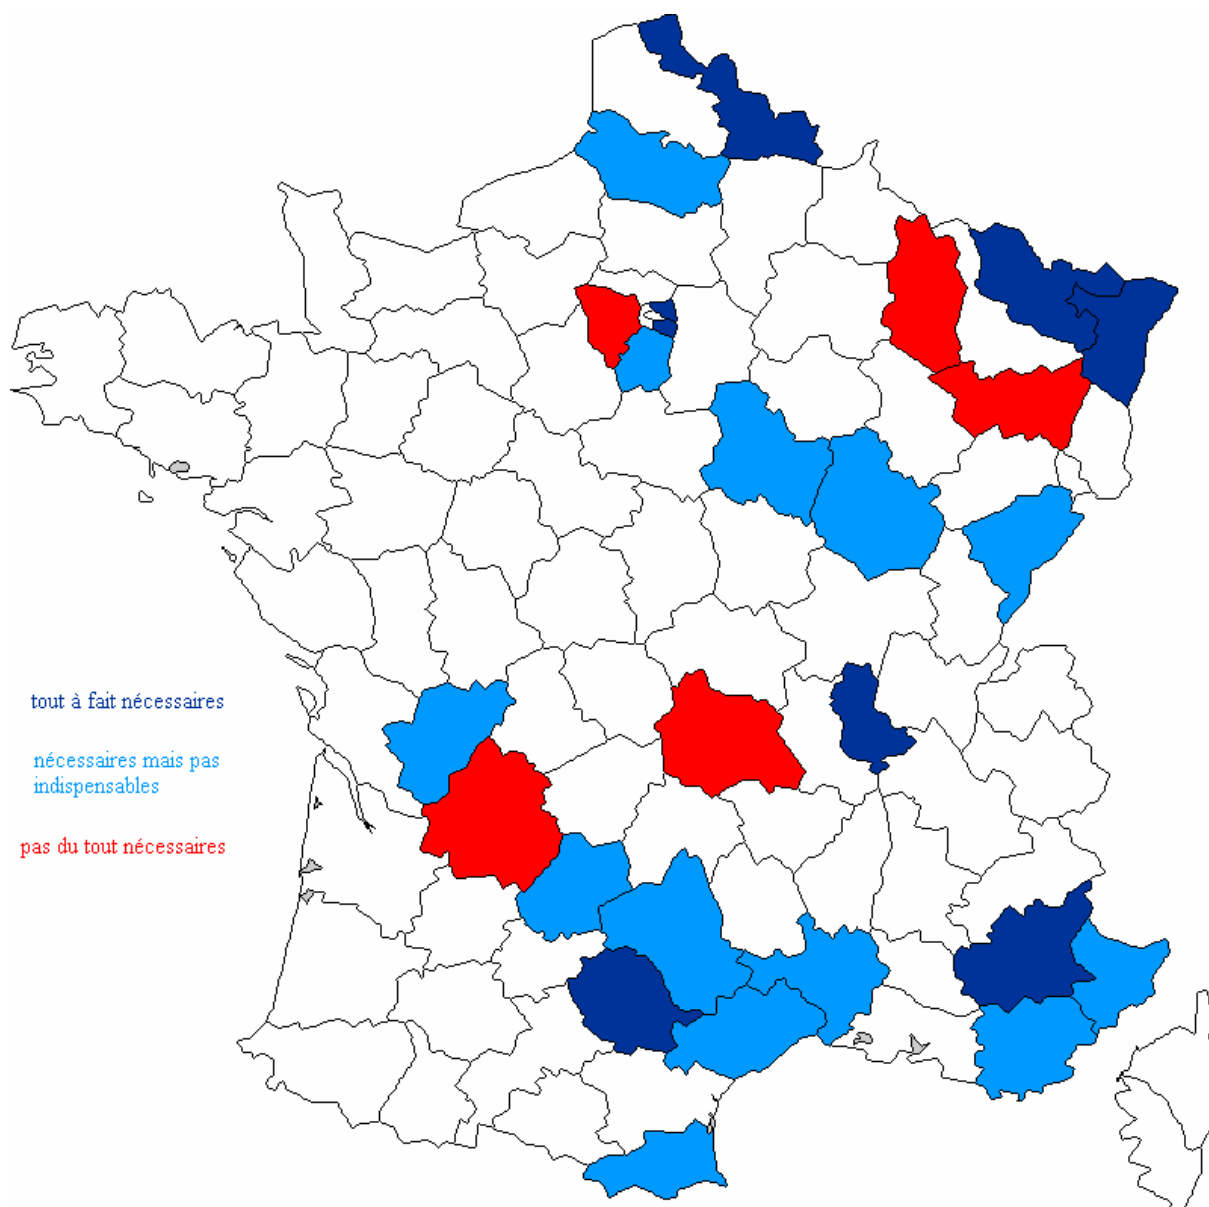 tout à fait nécessaires
nécessaires mais pas
indispensables
pas du tout nécessaires